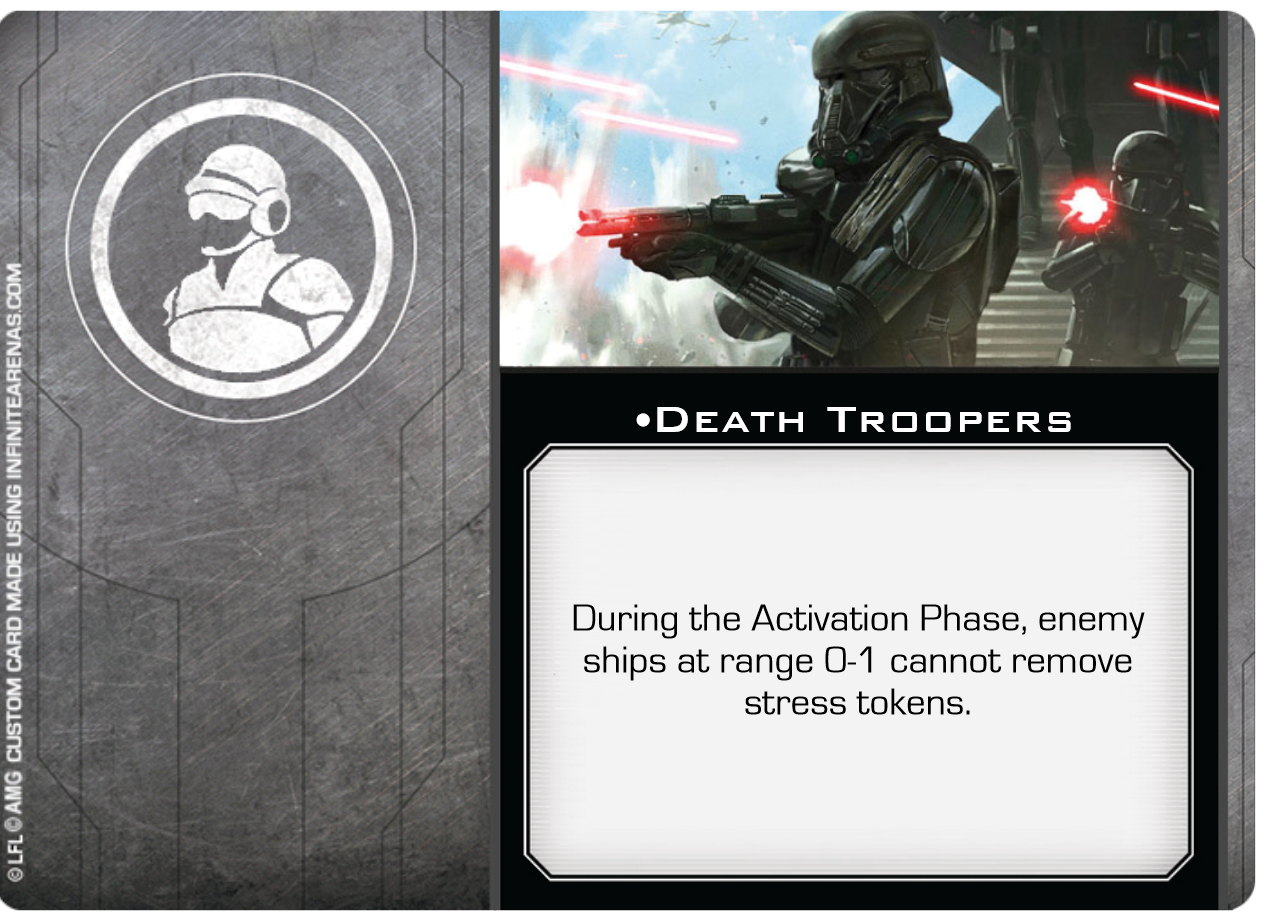 •Death Troopers
During the Activation Phase, enemy
ships at range 0-1 cannot remove
stress tokens.
© LFL © AMG CUSTOM CARD MADE USING INFINITEARENAS.COM